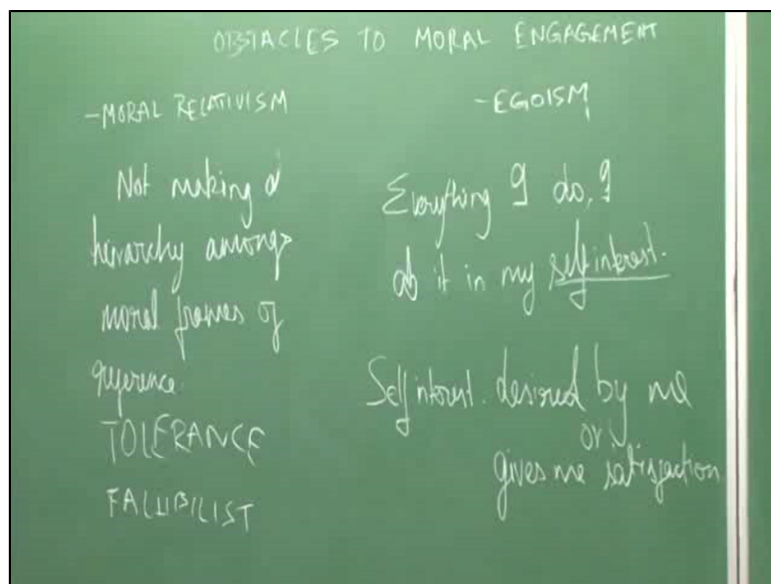 OBSTACLES TO MORAL ENGAGEMENT
- MORAL RELATIVISM
Not making a
hierarchy amongs
moral frames of
reference
TOLERANCE
FALLIBILIST
- EGOISM
Everything I do, I
do it in my self interest.
Self interest. desired by me
or
gives me satisfaction